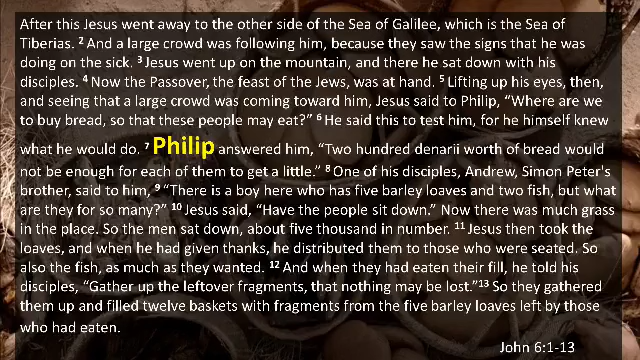 After this Jesus went away to the other side of the Sea of Galilee, which is the Sea of
Tiberias. 2 And a large crowd was following him, because they saw the signs that he was
doing on the sick. 3 Jesus went up on the mountain, and there he sat down with his
disciples. 4 Now the Passover, the feast of the Jews, was at hand. 5 Lifting up his eyes, then,
and seeing that a large crowd was coming toward him, Jesus said to Philip, “Where are we
to buy bread, so that these people may eat?” 6 He said this to test him, for he himself knew
what he would do. 7 Philip answered him, “Two hundred denarii worth of bread would
not be enough for each of them to get a little.” 8 One of his disciples, Andrew, Simon Peter's
brother, said to him, 9 “There is a boy here who has five barley loaves and two fish, but what
are they for so many?” 10 Jesus said, “Have the people sit down.” Now there was much grass
in the place. So the men sat down, about five thousand in number. 11 Jesus then took the
loaves, and when he had given thanks, he distributed them to those who were seated. So
also the fish, as much as they wanted. 12 And when they had eaten their fill, he told his
disciples, “Gather up the leftover fragments, that nothing may be lost.”13 So they gathered
them up and filled twelve baskets with fragments from the five barley loaves left by those
who had eaten.
John 6:1-13